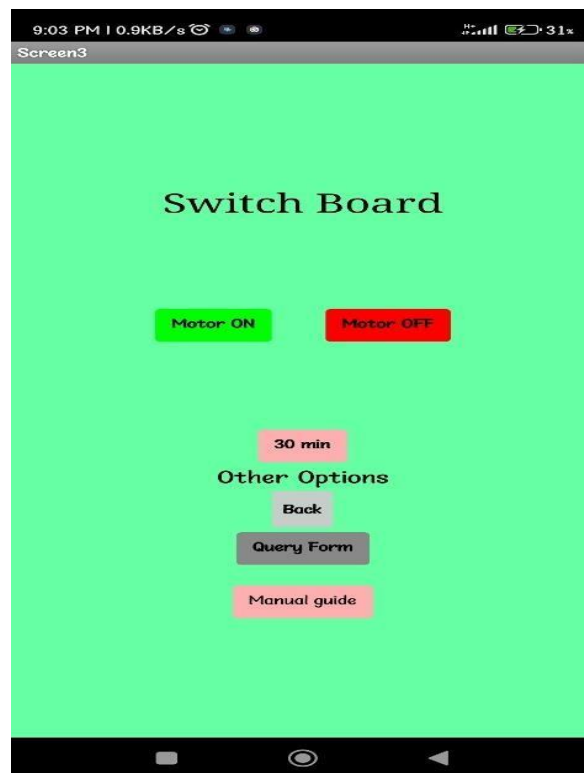 9:03 PM | 0.9KB/s 31%
Screen3
Switch Board
Motor ON Motor OFF
30 min
Other Options
Back
Query Form
Manual guide